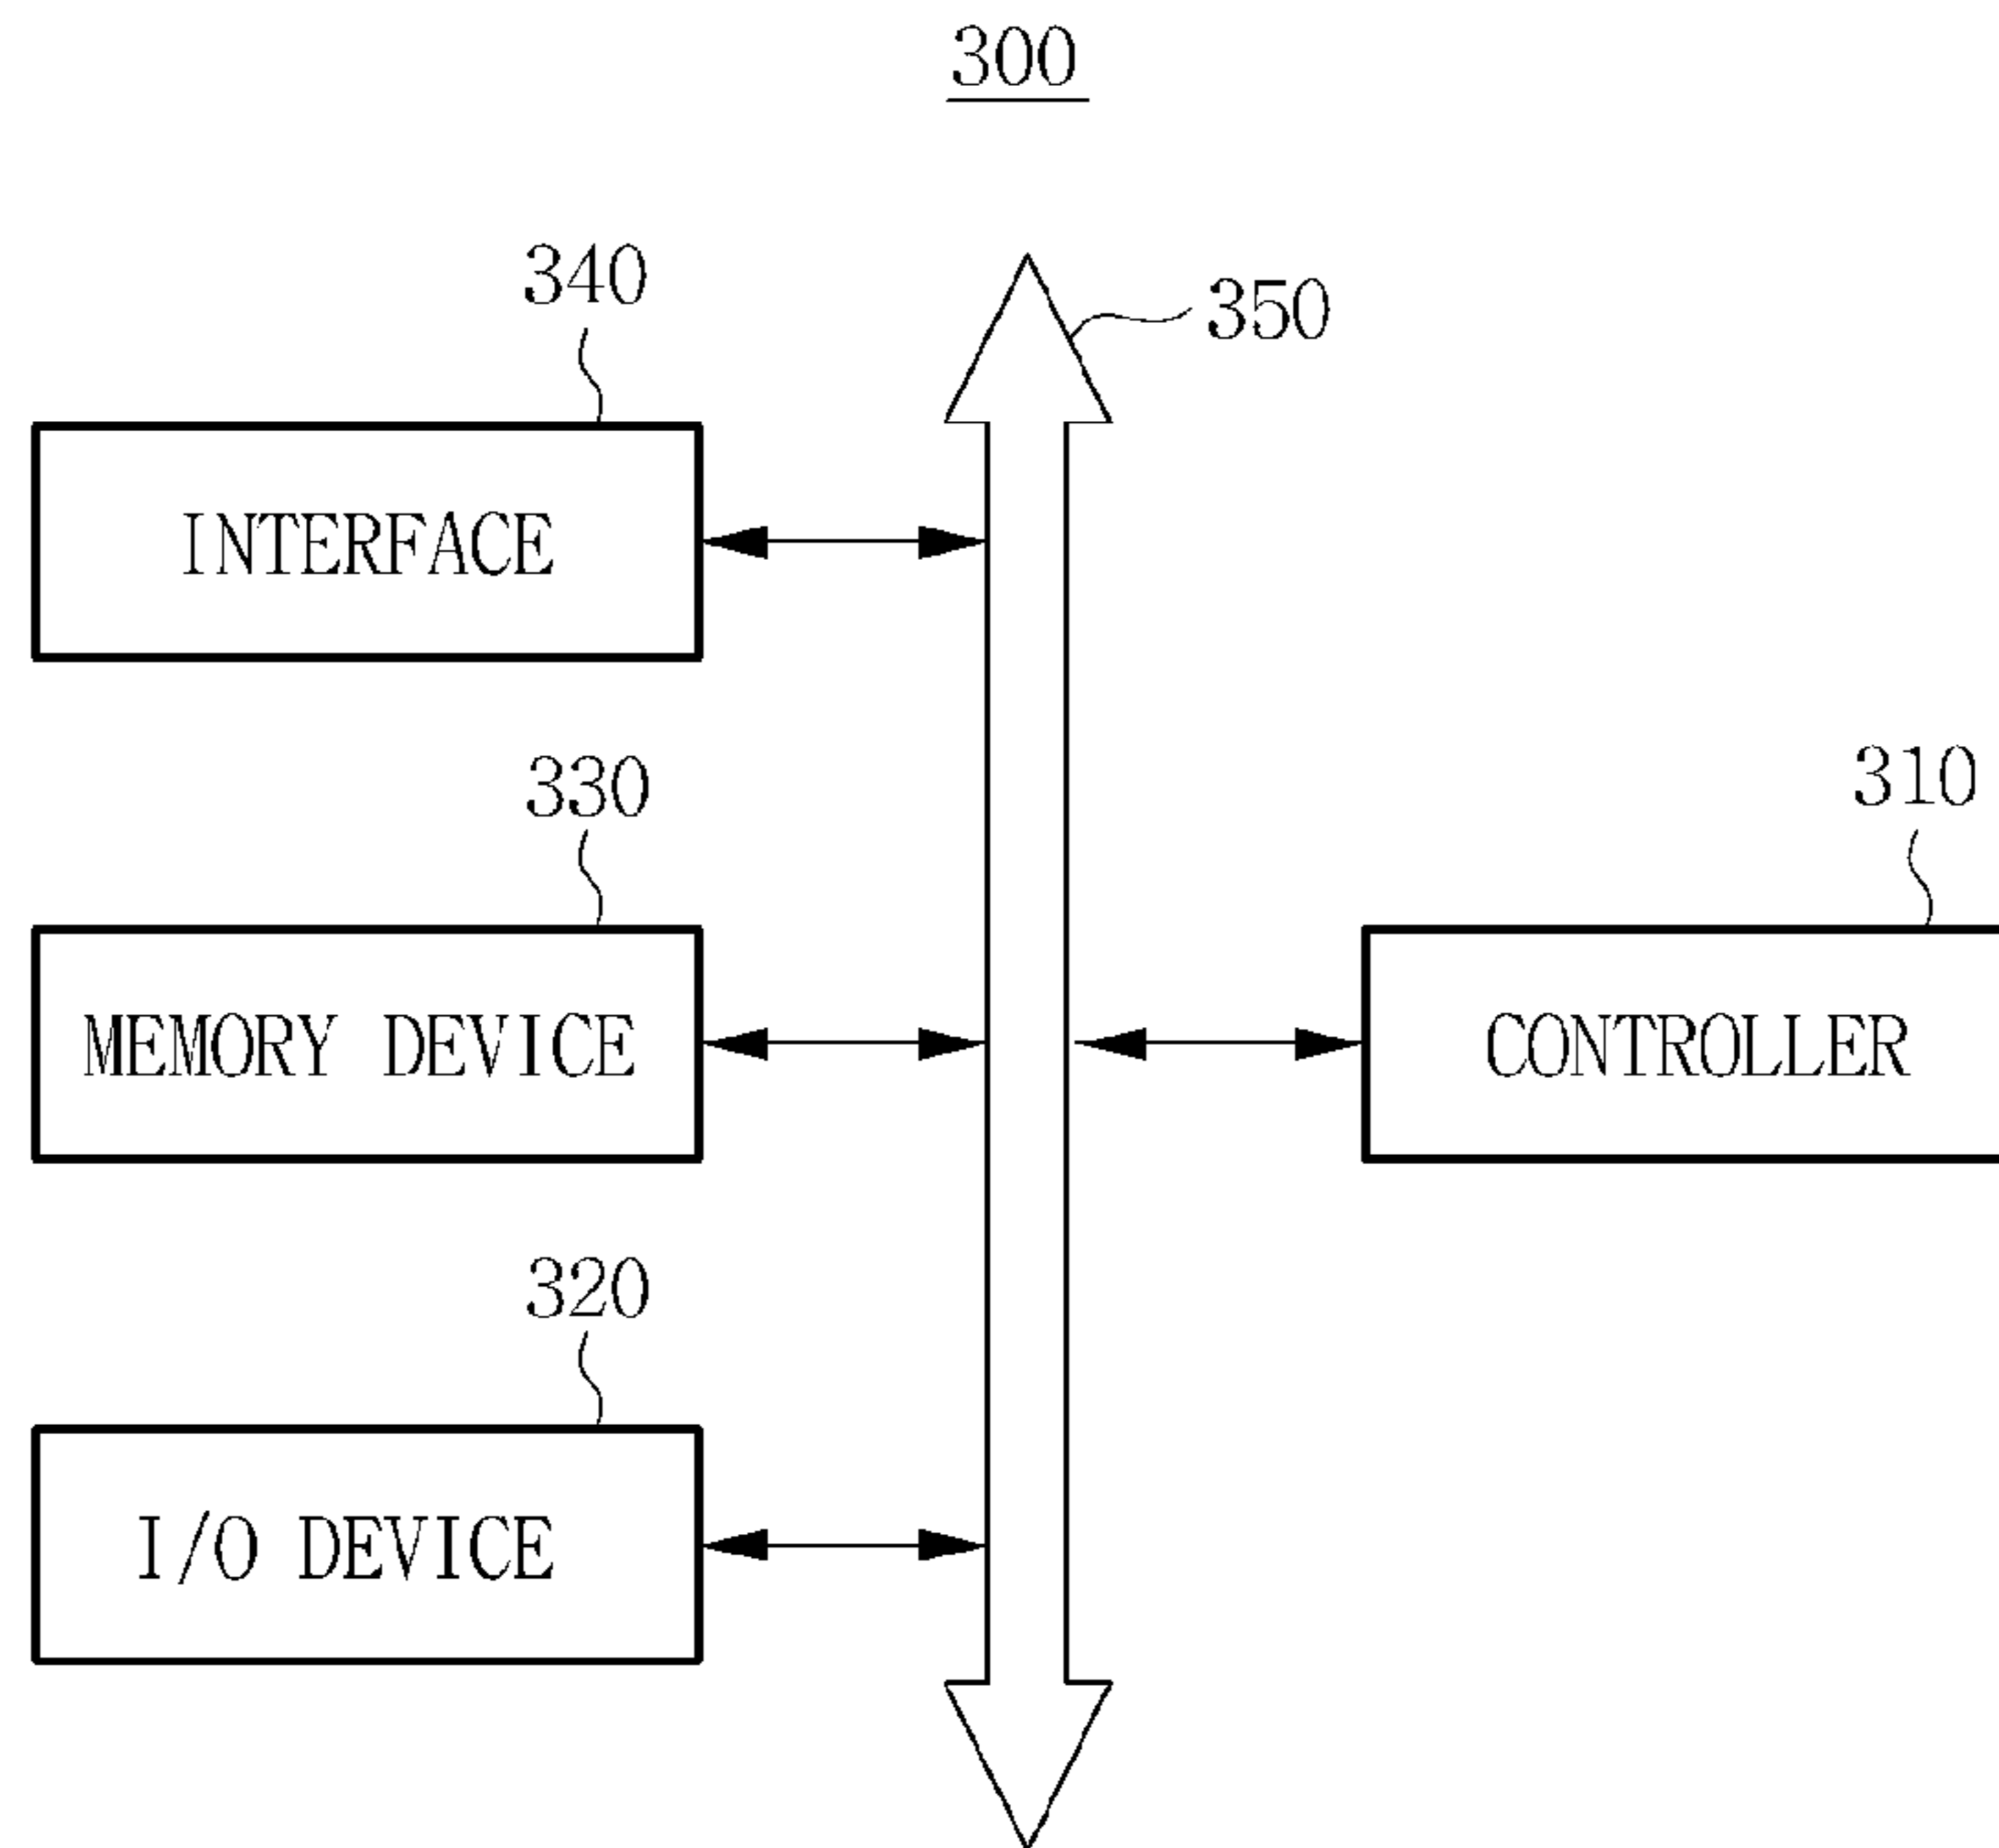 300
340
350
INTERFACE
330
310
MEMORY DEVICE
CONTROLLER
320
I/O DEVICE